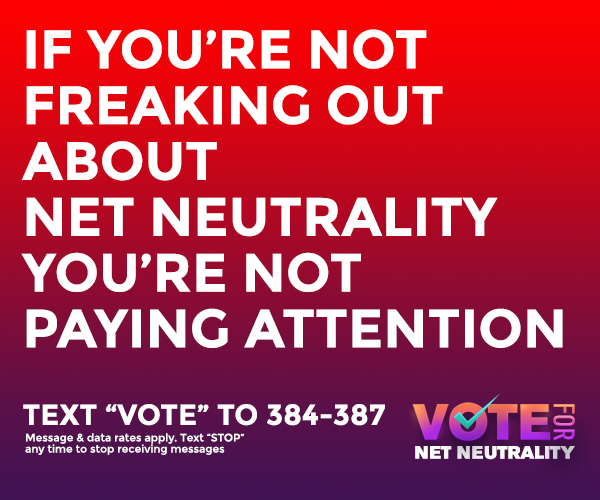 IF YOU’RE NOT
FREAKING OUT
ABOUT
NET NEUTRALITY
YOU’RE NOT
PAYING ATTENTION
TEXT “VOTE” TO 384-387
Message & data rates apply. Text “STOP”
any time to stop receiving messages
VOTE FOR
NET NEUTRALITY